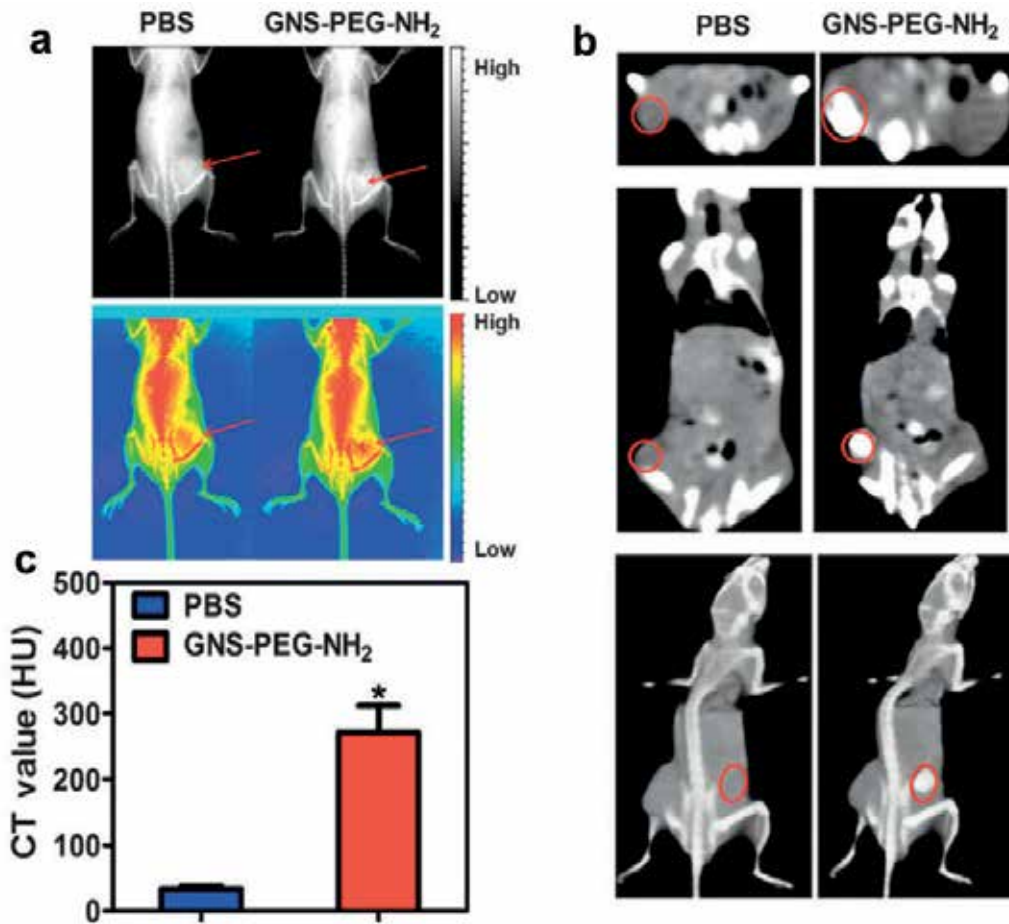 a
PBS
GNS-PEG-NH₂
High
Low
High
Low
b
PBS
GNS-PEG-NH₂
c
500
400
300
200
100
0
CT value (HU)
PBS
GNS-PEG-NH₂
*